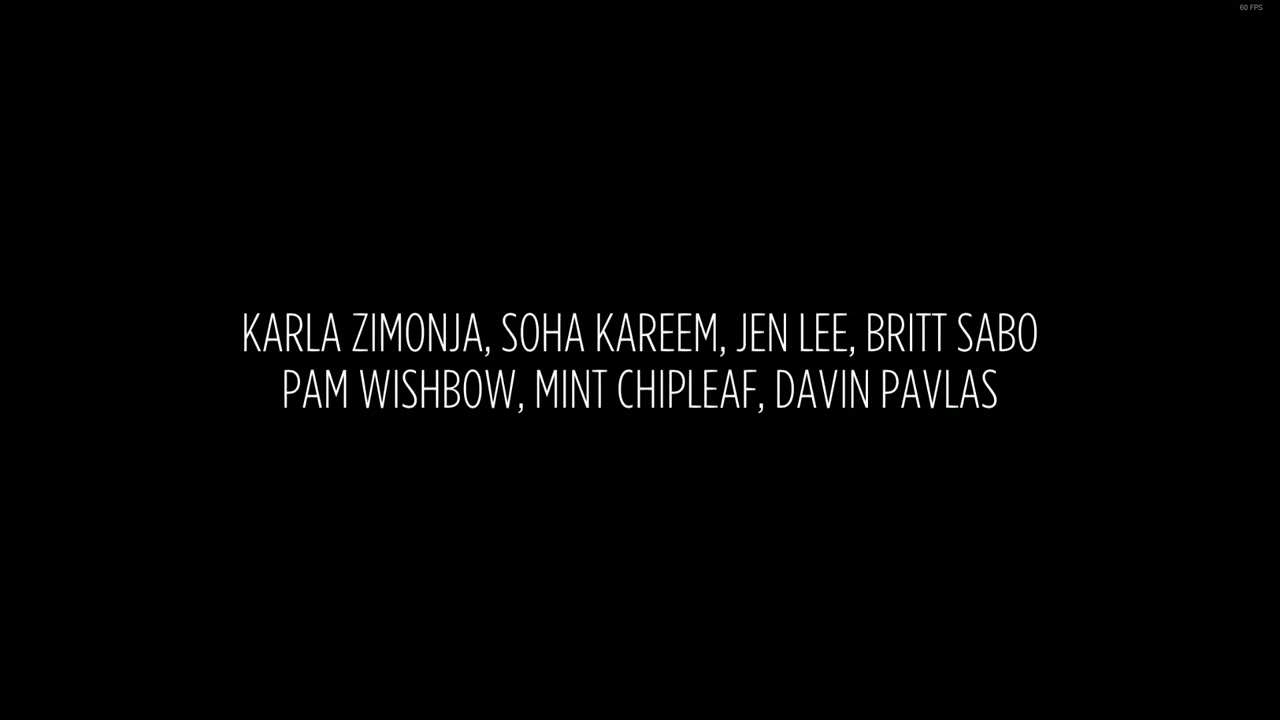 60 FPS
KARLA ZIMONJA, SOHA KAREEM, JEN LEE, BRITT SABO
PAM WISHBOW, MINT CHIPLEAF, DAVIN PAVLAS